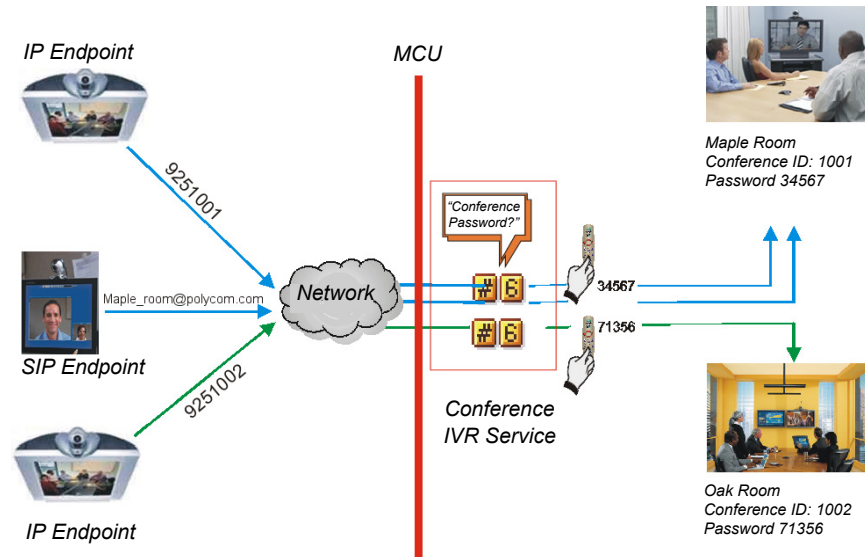 IP Endpoint
MCU
Maple Room
Conference ID: 1001
Password 34567
9251001
"Conference
Password?"
Network
# 6
34567
Maple_room@polycom.com
# 6
71356
SIP Endpoint
9251002
Conference
IVR Service
IP Endpoint
Oak Room
Conference ID: 1002
Password 71356